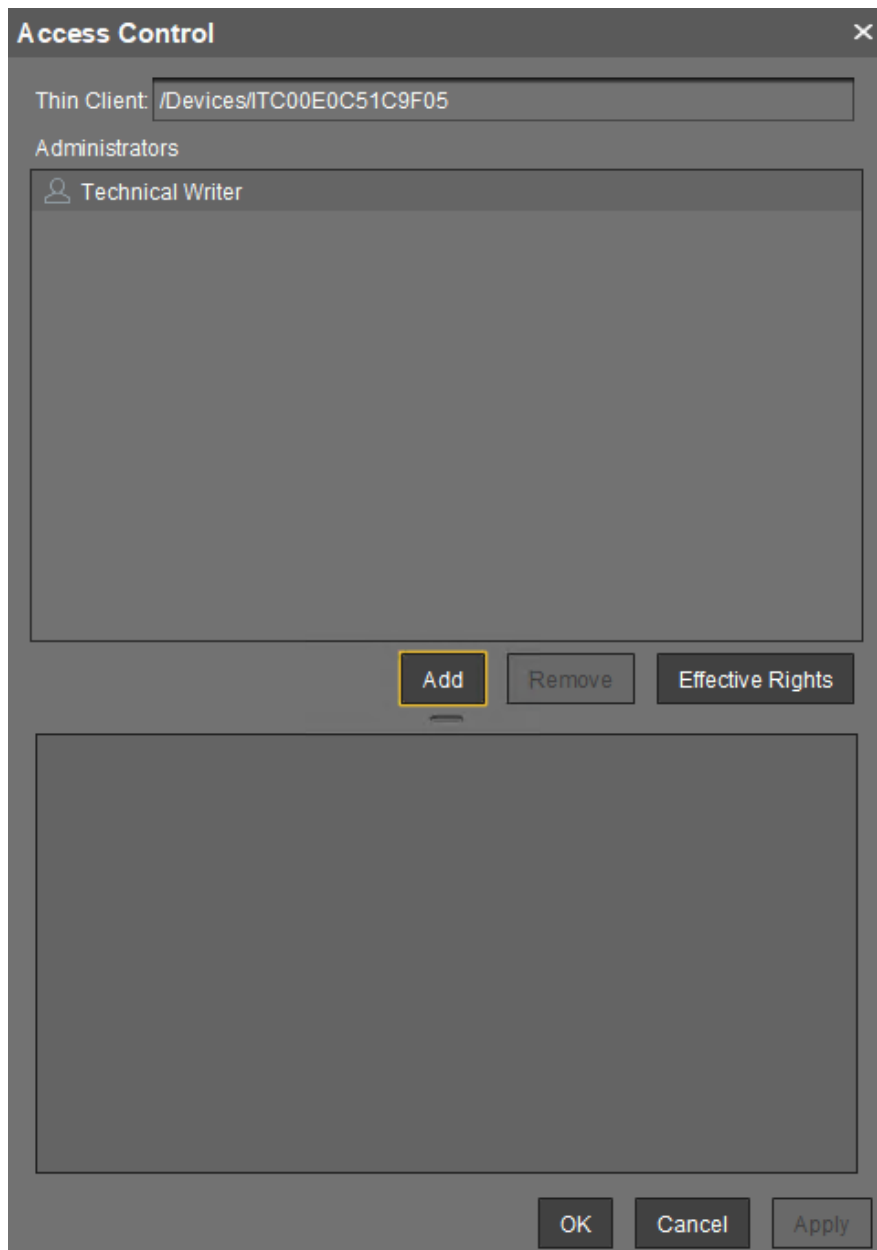 Access Control
Thin Client: /Devices/ITC00E0C51C9F05
Administrators
Technical Writer
Add Remove Effective Rights
OK Cancel Apply